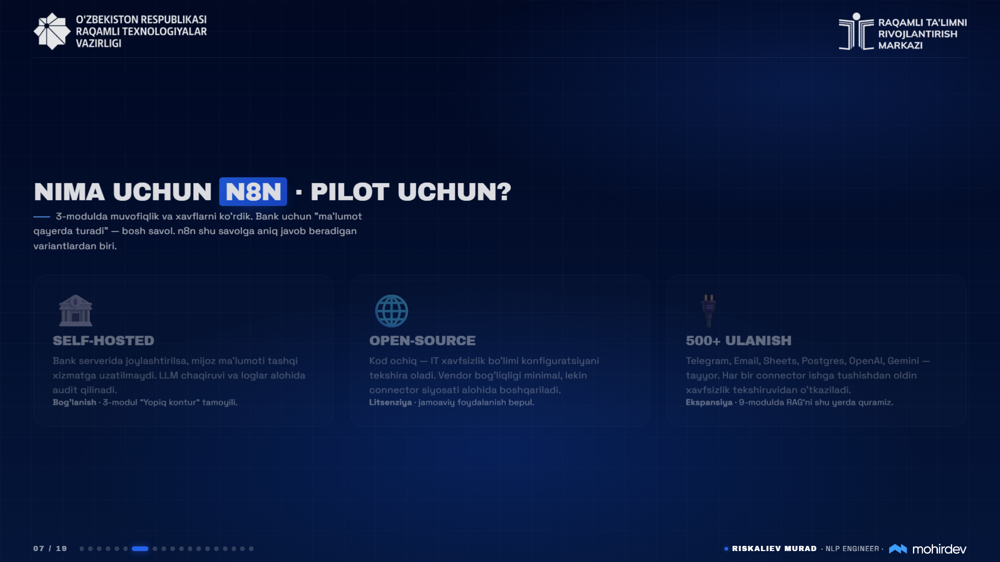 O'ZBEKISTON RESPUBLIKASI
RAQAMLI TEXNOLOGIYALAR
VAZIRLIGI
RAQAMLI TA'LIMNI
RIVOJLANTIRISH
MARKAZI
NIMA UCHUN N8N · PILOT UCHUN?
— 3-modulda muvofiqlik va xavflarni ko'rdik. Bank uchun "ma'lumot
qayerda turadi" — bosh savol. n8n shu savolga aniq javob beradigan
variantlardan biri.
SELF-HOSTED
Bank serverida joylashtirilsa, mijoz ma'lumoti tashqi
xizmatga uzatilmaydi. LLM chaqiruvi va loglar alohida
audit qilinadi.
Bog'lanish · 3-modul "Yopiq kontur" tamoyili.
OPEN-SOURCE
Kod ochiq — IT xavfsizlik bo'limi konfiguratsiyani
tekshira oladi. Vendor bog'liqligi minimal, lekin
connector siyosati alohida boshqariladi.
Litsenziya · jamoaviy foydalanish bepul.
500+ ULANISH
Telegram, Email, Sheets, Postgres, OpenAI, Gemini —
tayyor. Har bir connector ishga tushishdan oldin
xavfsizlik tekshiruvidan o'tkaziladi.
Ekspansiya · 9-modulda RAG'ni shu yerda quramiz.
07 / 19
RISKALIEV MURAD · NLP ENGINEER · mohirdev